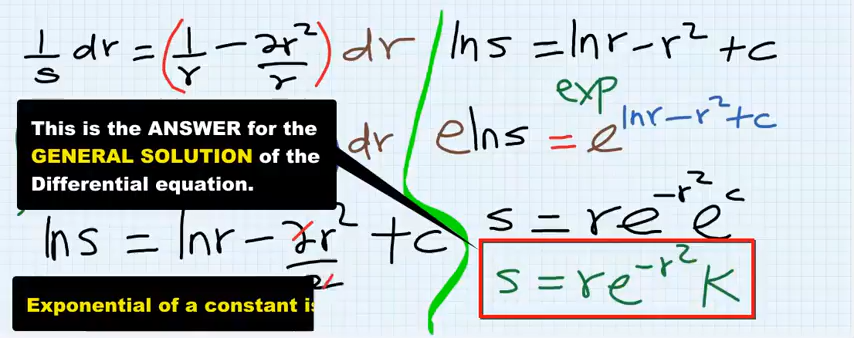 1/s dr = (1/r − 2r²/r) dr
This is the ANSWER for the
GENERAL SOLUTION of the
Differential equation.
dr
ln s = ln r − 2r²/2 + c
Exponential of a constant is
ln s = ln r − r² + c
exp
e ln s = e^(ln r − r² + c)
s = re^(−r²) e^c
s = re^(−r²) K